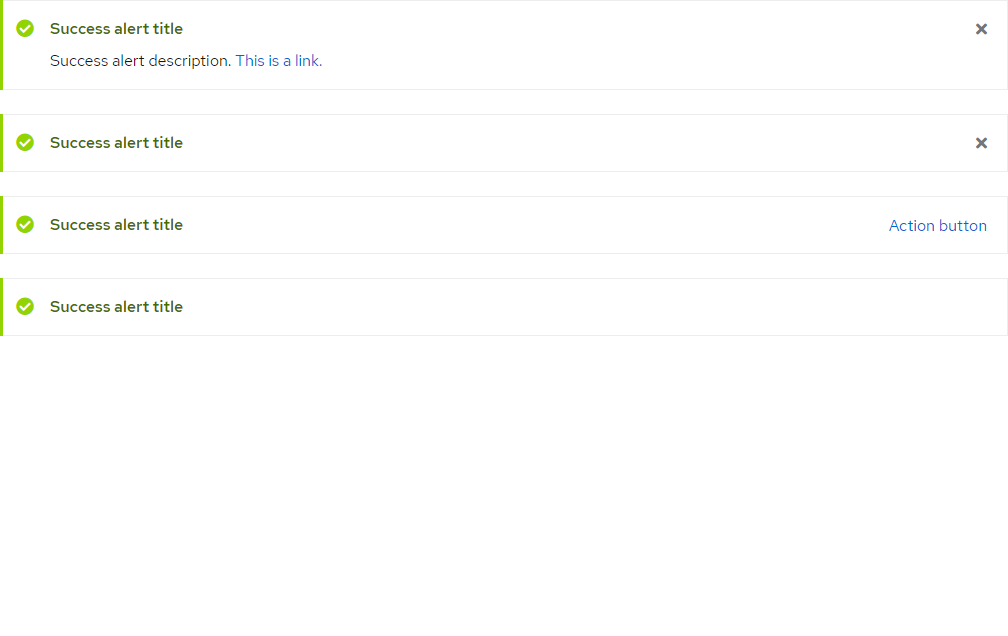 Success alert title
Success alert description. This is a link.
Success alert title
Success alert title
Action button
Success alert title